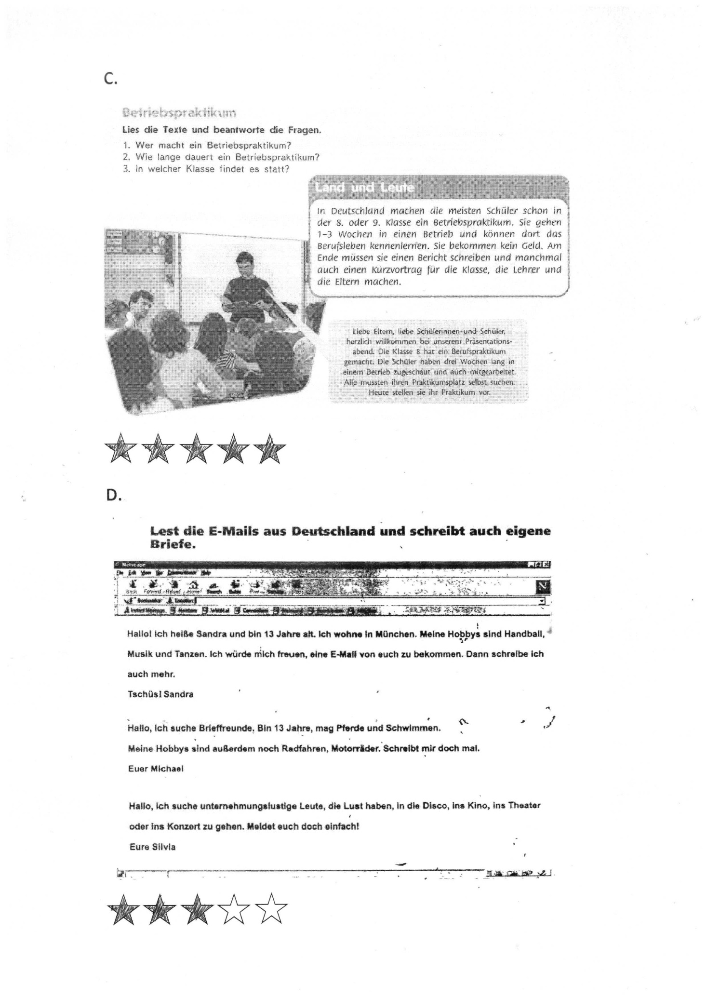 C.
Betriebspraktikum
Lies die Texte und beantworte die Fragen.
1. Wer macht ein Betriebspraktikum?
2. Wie lange dauert ein Betriebspraktikum?
3. In welcher Klasse findet es statt?
Land und Leute
In Deutschland machen die meisten Schüler schon in
der 8. oder 9. Klasse ein Betriebspraktikum. Sie gehen
1–3 Wochen in einen Betrieb und können dort das
Berufsleben kennenlernen. Sie bekommen kein Geld. Am
Ende müssen sie einen Bericht schreiben und manchmal
auch einen Kurzvortrag für die Klasse, die Lehrer und
die Eltern machen.
Liebe Eltern, liebe Schülerinnen und Schüler,
herzlich willkommen bei unserem Präsentations-
abend. Die Klasse 8 hat ein Berufspraktikum
gemacht. Die Schüler haben drei Wochen lang in
einem Betrieb zugeschaut und auch mitgearbeitet.
Alle mussten ihren Praktikumsplatz selbst suchen.
Heute stellen sie ihr Praktikum vor.
D.
Lest die E-Mails aus Deutschland und schreibt auch eigene
Briefe.
Netscape
Edit View Go Communicator Help
Back Forward Reload Home Search Guide
Bookmarks Location
N
Instant Message WebMail
Hallo! Ich heiße Sandra und bin 13 Jahre alt. Ich wohne in München. Meine Hobbys sind Handball,
Musik und Tanzen. Ich würde mich freuen, eine E-Mail von euch zu bekommen. Dann schreibe ich
auch mehr.
Tschüs! Sandra
Hallo, ich suche Brieffreunde. Bin 13 Jahre, mag Pferde und Schwimmen.
Meine Hobbys sind außerdem noch Radfahren, Motorräder. Schreibt mir doch mal.
Euer Michael
Hallo, ich suche unternehmungslustige Leute, die Lust haben, in die Disco, ins Kino, ins Theater
oder ins Konzert zu gehen. Meldet euch doch einfach!
Eure Silvia